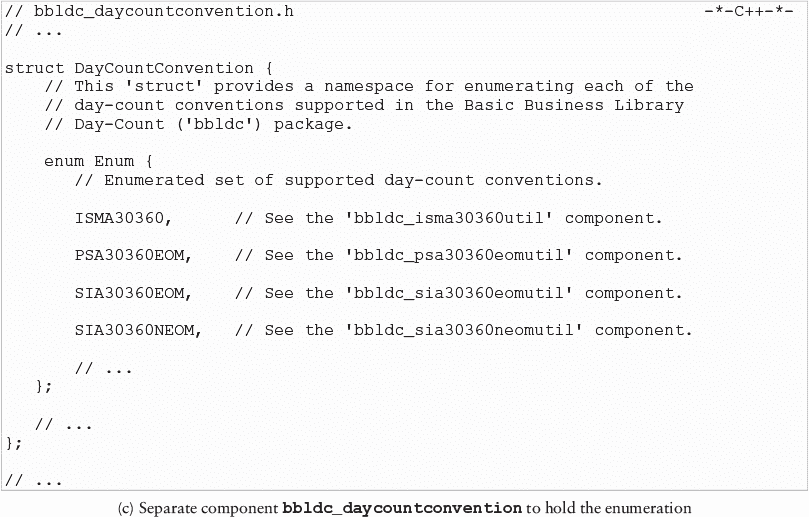 // bbldc_daycountconvention.h                                         -*-C++-*-
// ...
struct DayCountConvention {
    // This 'struct' provides a namespace for enumerating each of the
    // day-count conventions supported in the Basic Business Library
    // Day-Count ('bbldc') package.
    enum Enum {
       // Enumerated set of supported day-count conventions.
       ISMA30360,      // See the 'bbldc_isma30360util' component.
       PSA30360EOM,    // See the 'bbldc_psa30360eomutil' component.
       SIA30360EOM,    // See the 'bbldc_sia30360eomutil' component.
       SIA30360NEOM,   // See the 'bbldc_sia30360neomutil' component.
       // ...
   };
   // ...
};
// ...
(c) Separate component bbldc_daycountconvention to hold the enumeration